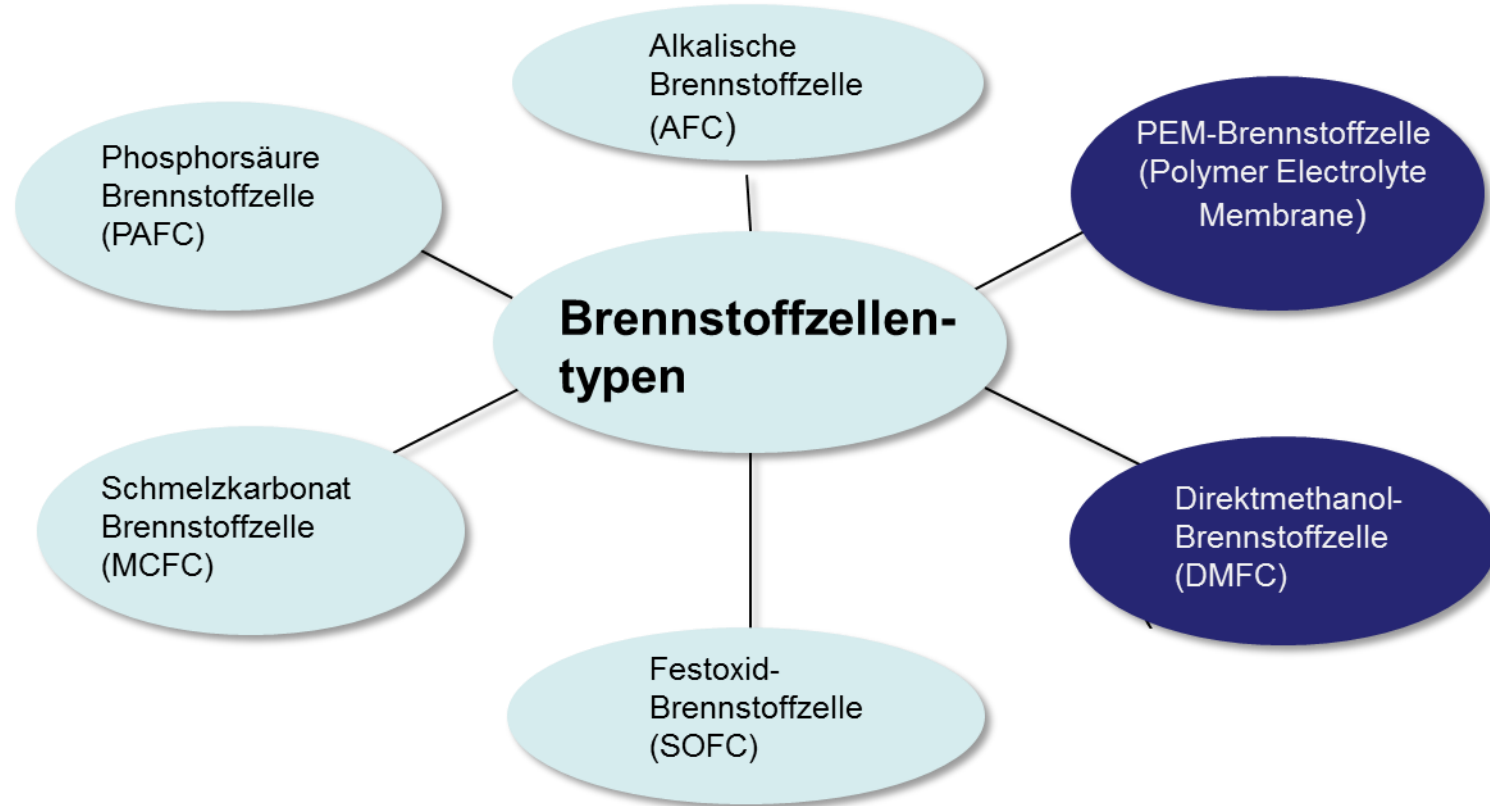 Alkalische
Brennstoffzelle
(AFC)
Phosphorsäure
Brennstoffzelle
(PAFC)
PEM-Brennstoffzelle
(Polymer Electrolyte
Membrane)
Brennstoffzellen-
typen
Schmelzkarbonat
Brennstoffzelle
(MCFC)
Direktmethanol-
Brennstoffzelle
(DMFC)
Festoxid-
Brennstoffzelle
(SOFC)